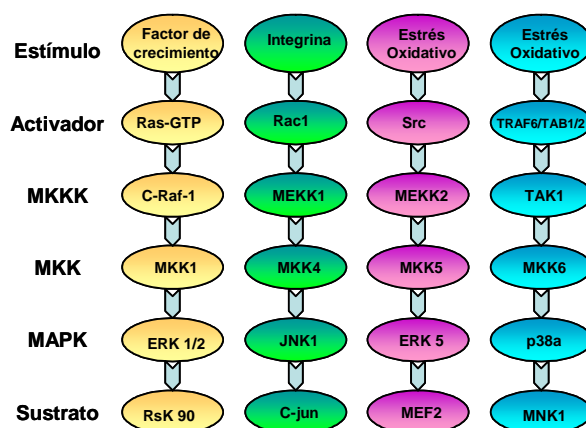 Estímulo
Factor de
crecimiento
Integrina
Estrés
Oxidativo
Estrés
Oxidativo
Activador
Ras-GTP
Rac1
Src
TRAF6/TAB1/2
MKKK
C-Raf-1
MEKK1
MEKK2
TAK1
MKK
MKK1
MKK4
MKK5
MKK6
MAPK
ERK 1/2
JNK1
ERK 5
p38a
Sustrato
RsK 90
C-jun
MEF2
MNK1